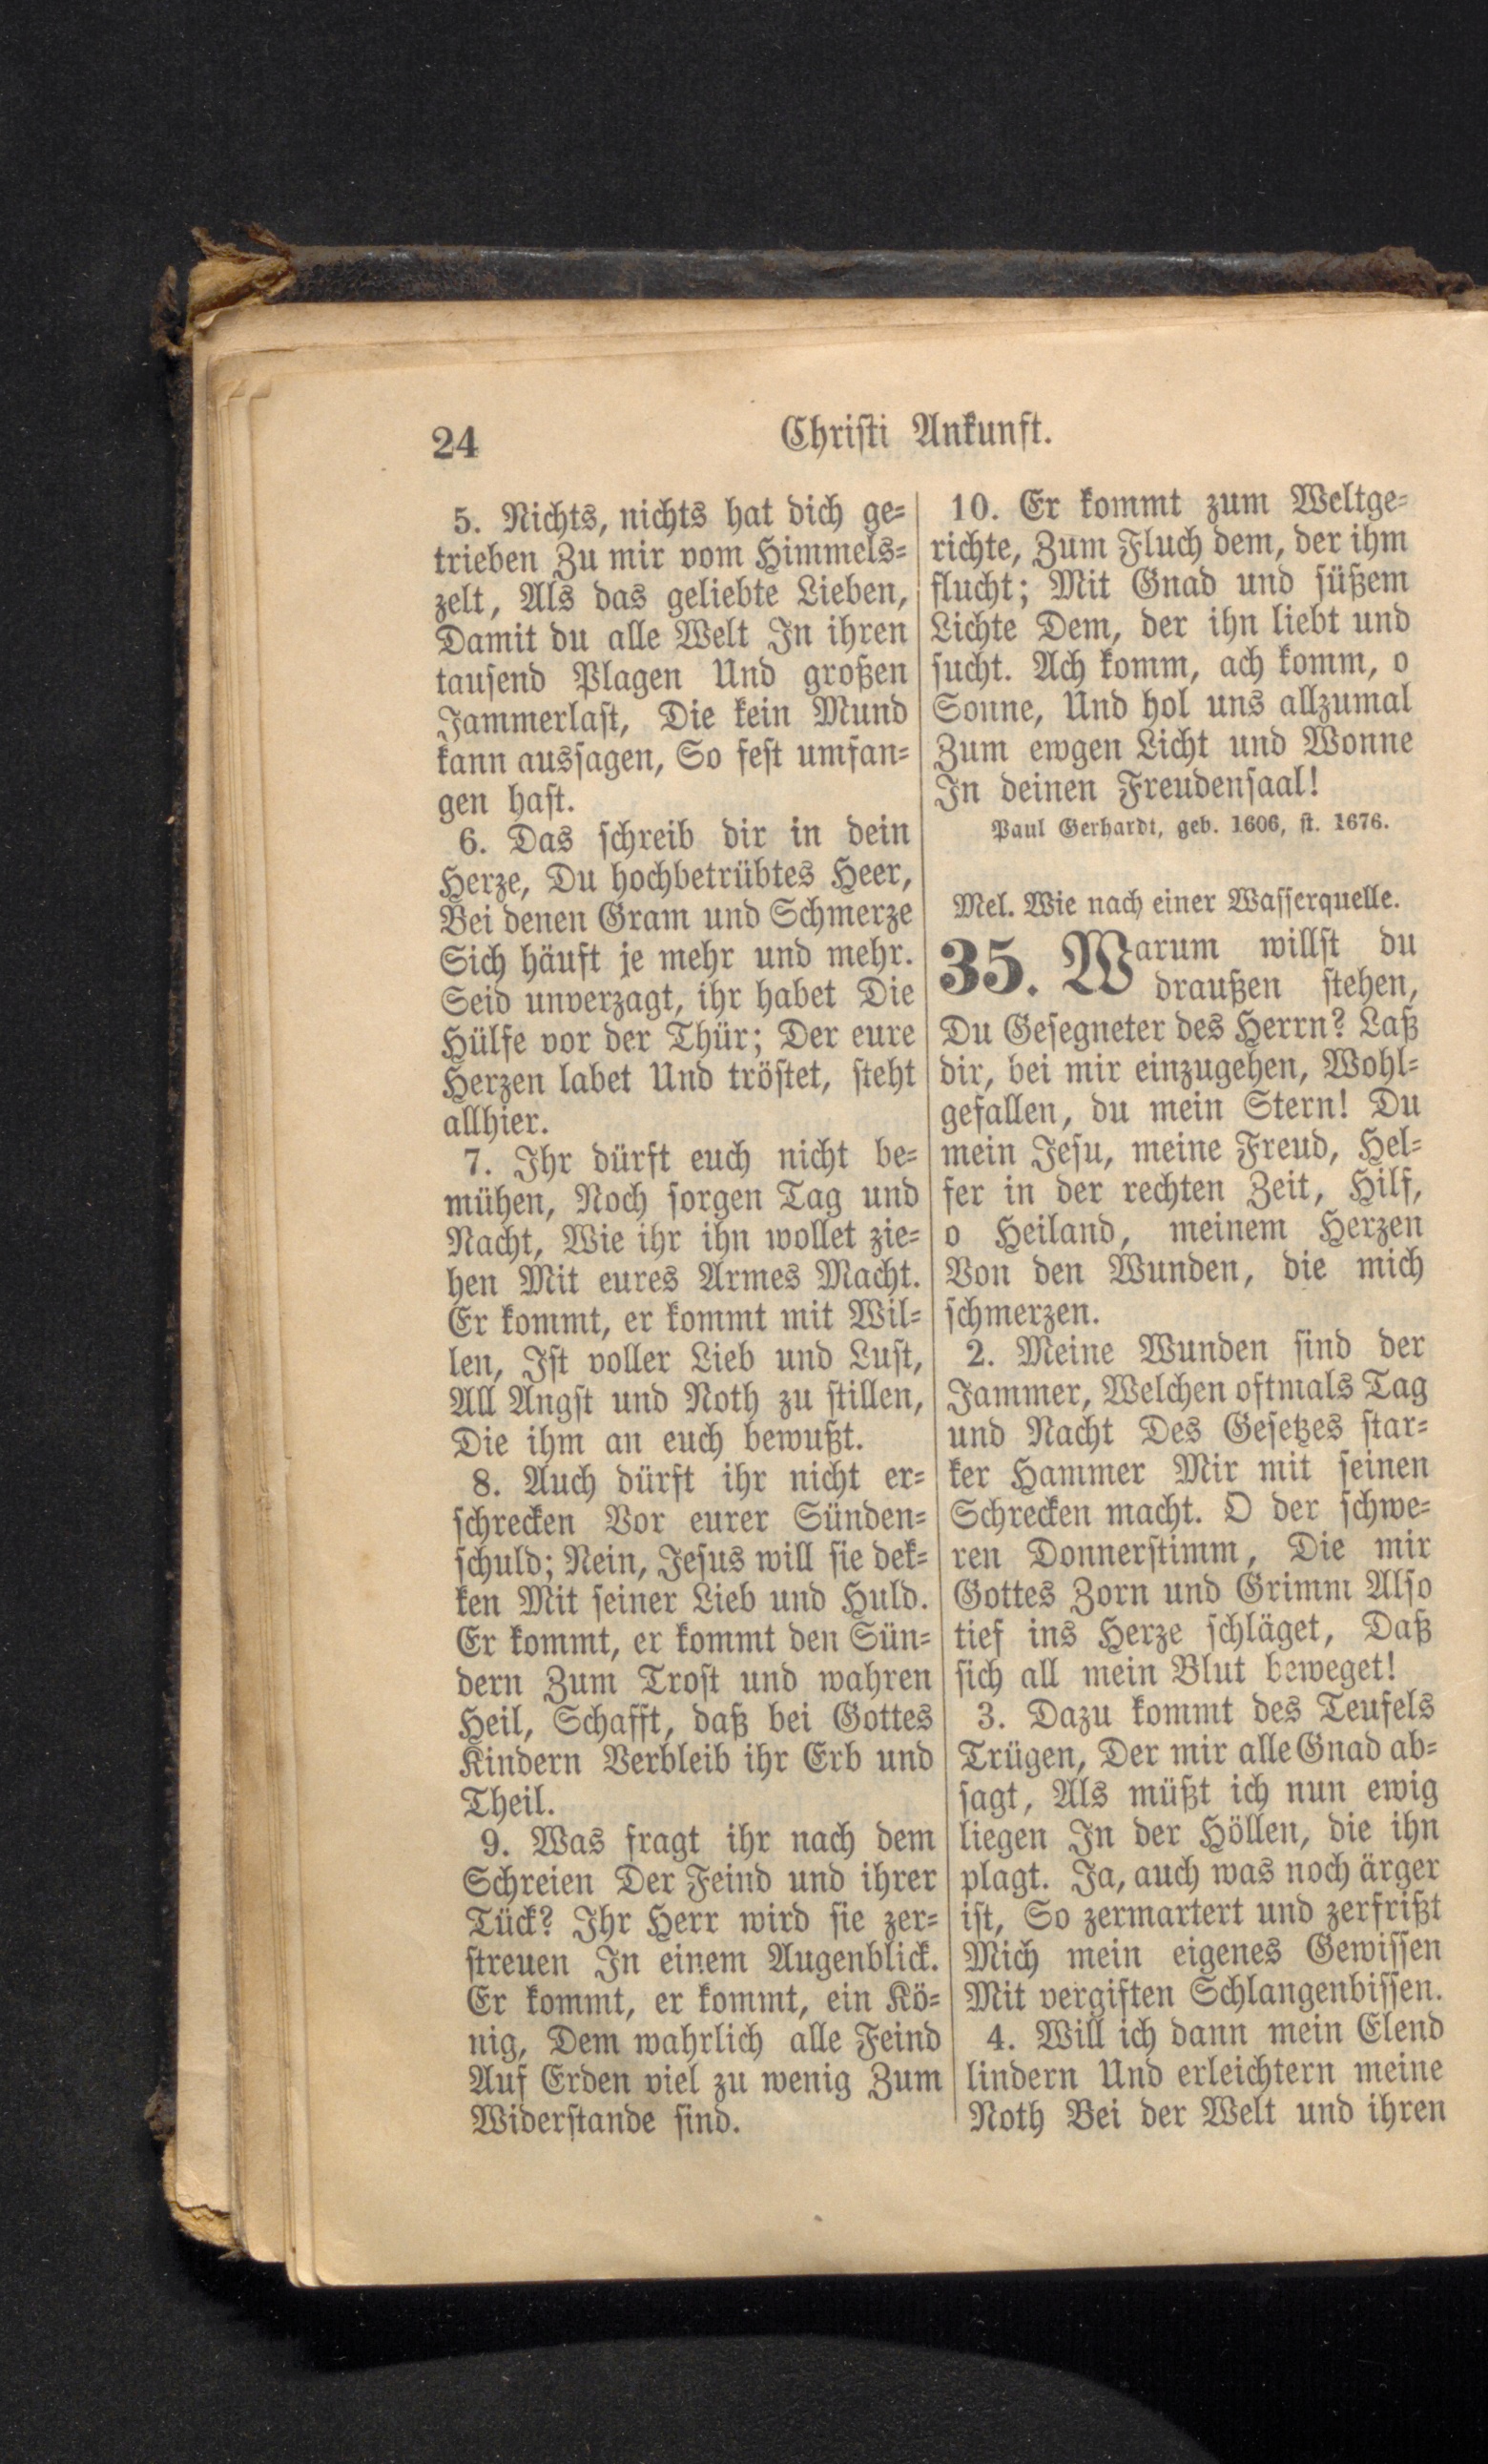 24
Christi Ankunft.
5. Nichts, nichts hat dich ge-
trieben Zu mir vom Himmels-
zelt, Als das geliebte Lieben,
Damit du alle Welt In ihren
tausend Plagen Und großen
Jammerlast, Die kein Mund
kann aussagen, So fest umfan-
gen hast.
6. Das schreib dir in dein
Herze, Du hochbetrübtes Heer,
Bei denen Gram und Schmerze
Sich häuft je mehr und mehr.
Seid unverzagt, ihr habet Die
Hülfe vor der Thür; Der eure
Herzen labet Und tröstet, steht
allhier.
7. Ihr dürft euch nicht be-
mühen, Noch sorgen Tag und
Nacht, Wie ihr ihn wollet zie-
hen Mit eures Armes Macht.
Er kommt, er kommt mit Wil-
len, Ist voller Lieb und Lust,
All Angst und Noth zu stillen,
Die ihm an euch bewußt.
8. Auch dürft ihr nicht er-
schrecken Vor eurer Sünden-
schuld; Nein, Jesus will sie dek-
ken Mit seiner Lieb und Huld.
Er kommt, er kommt den Sün-
dern Zum Trost und wahren
Heil, Schafft, daß bei Gottes
Kindern Verbleib ihr Erb und
Theil.
9. Was fragt ihr nach dem
Schreien Der Feind und ihrer
Tück? Ihr Herr wird sie zer-
streuen In einem Augenblick.
Er kommt, er kommt, ein Kö-
nig, Dem wahrlich alle Feind
Auf Erden viel zu wenig Zum
Widerstande sind.
10. Er kommt zum Weltge-
richte, Zum Fluch dem, der ihm
flucht; Mit Gnad und süßem
Lichte Dem, der ihn liebt und
sucht. Ach komm, ach komm, o
Sonne, Und hol uns allzumal
Zum ewgen Licht und Wonne
In deinen Freudensaal!
Paul Gerhardt, geb. 1606, st. 1676.
Mel. Wie nach einer Wasserquelle.
35. Warum willst du
draußen stehen,
Du Gesegneter des Herrn? Laß
dir, bei mir einzugehen, Wohl-
gefallen, du mein Stern! Du
mein Jesu, meine Freud, Hel-
fer in der rechten Zeit, Hilf,
o Heiland, meinem Herzen
Von den Wunden, die mich
schmerzen.
2. Meine Wunden sind der
Jammer, Welchen oftmals Tag
und Nacht Des Gesetzes star-
ker Hammer Mir mit seinen
Schrecken macht. O der schwe-
ren Donnerstimm, Die mir
Gottes Zorn und Grimm Also
tief ins Herze schläget, Daß
sich all mein Blut beweget!
3. Dazu kommt des Teufels
Trügen, Der mir alle Gnad ab-
sagt, Als müßt ich nun ewig
liegen In der Höllen, die ihn
plagt. Ja, auch was noch ärger
ist, So zermartert und zerfrißt
Mich mein eigenes Gewissen
Mit vergiften Schlangenbissen.
4. Will ich dann mein Elend
lindern Und erleichtern meine
Noth Bei der Welt und ihren